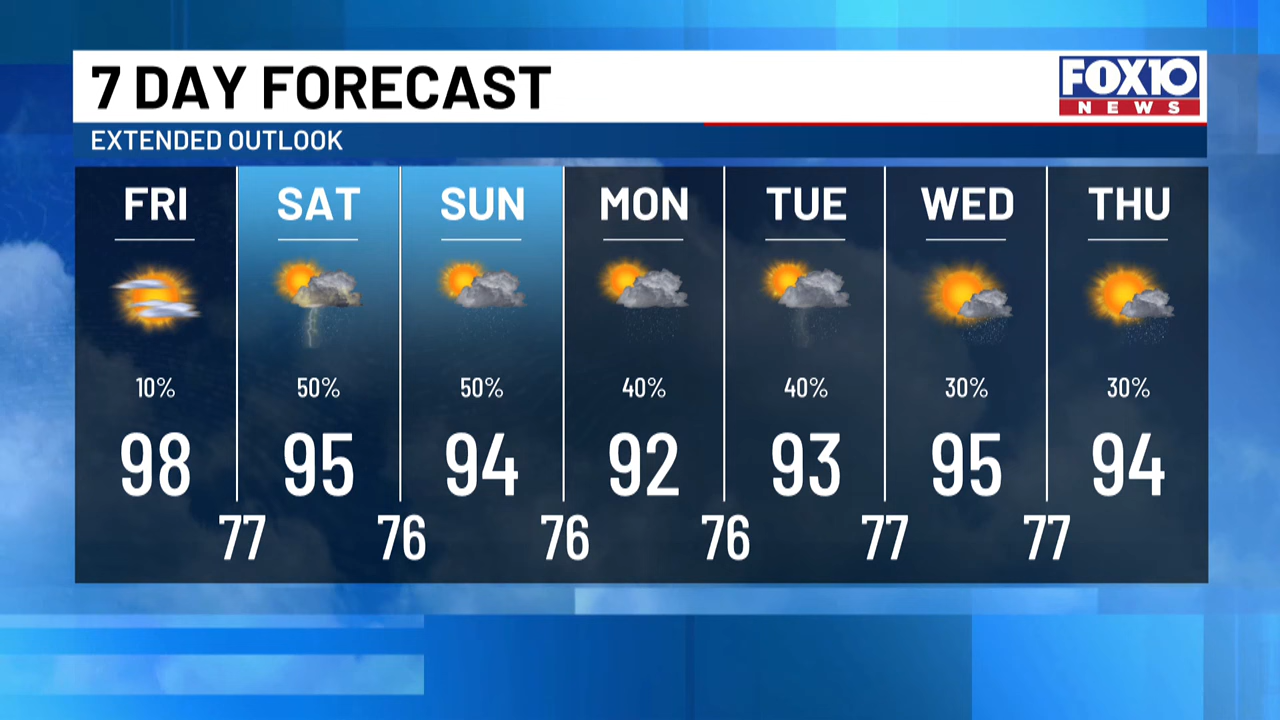 7 DAY FORECAST
FOX10
NEWS
EXTENDED OUTLOOK
FRI SAT SUN MON TUE WED THU
10% 50% 50% 40% 40% 30% 30%
98 95 94 92 93 95 94
77 76 76 76 77 77